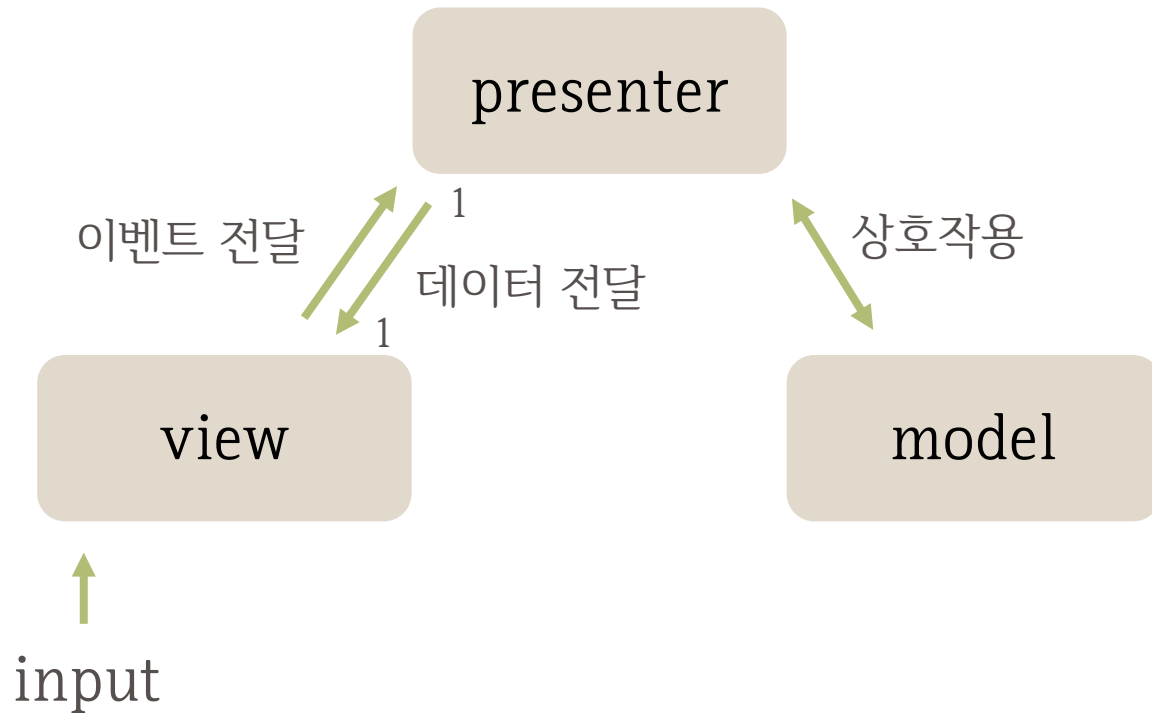 presenter
1
이벤트 전달
상호작용
데이터 전달
1
view
model
input